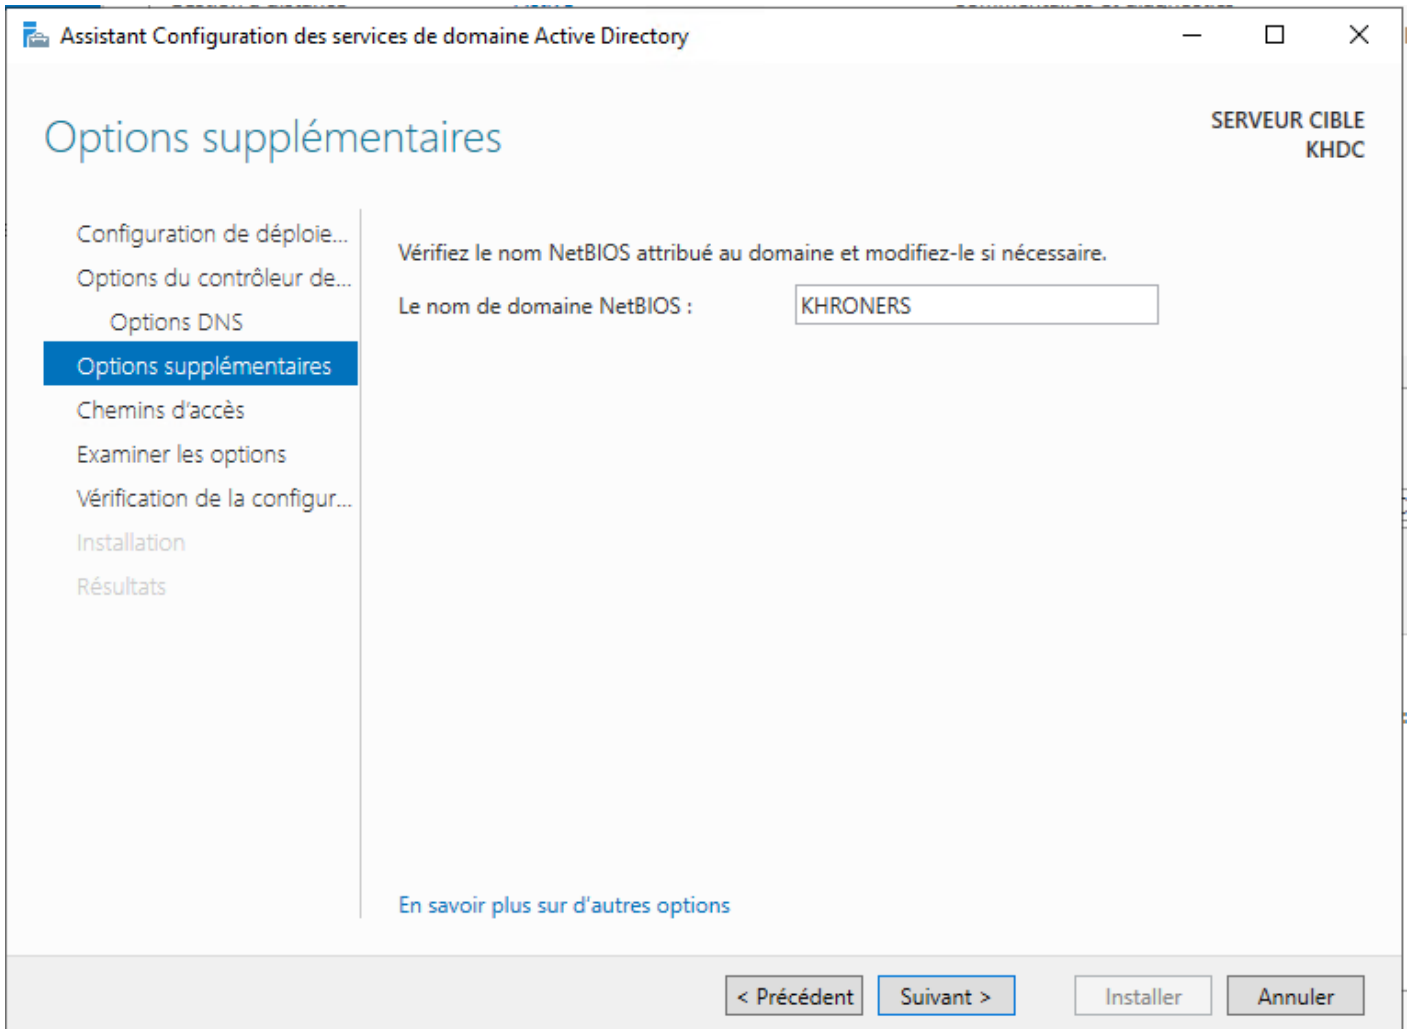 Assistant Configuration des services de domaine Active Directory
Options supplémentaires
SERVEUR CIBLE
KHDC
Configuration de déploie...
Options du contrôleur de...
Options DNS
Options supplémentaires
Chemins d'accès
Examiner les options
Vérification de la configur...
Installation
Résultats
Vérifiez le nom NetBIOS attribué au domaine et modifiez-le si nécessaire.
Le nom de domaine NetBIOS : KHRONERS
En savoir plus sur d'autres options
< Précédent Suivant > Installer Annuler